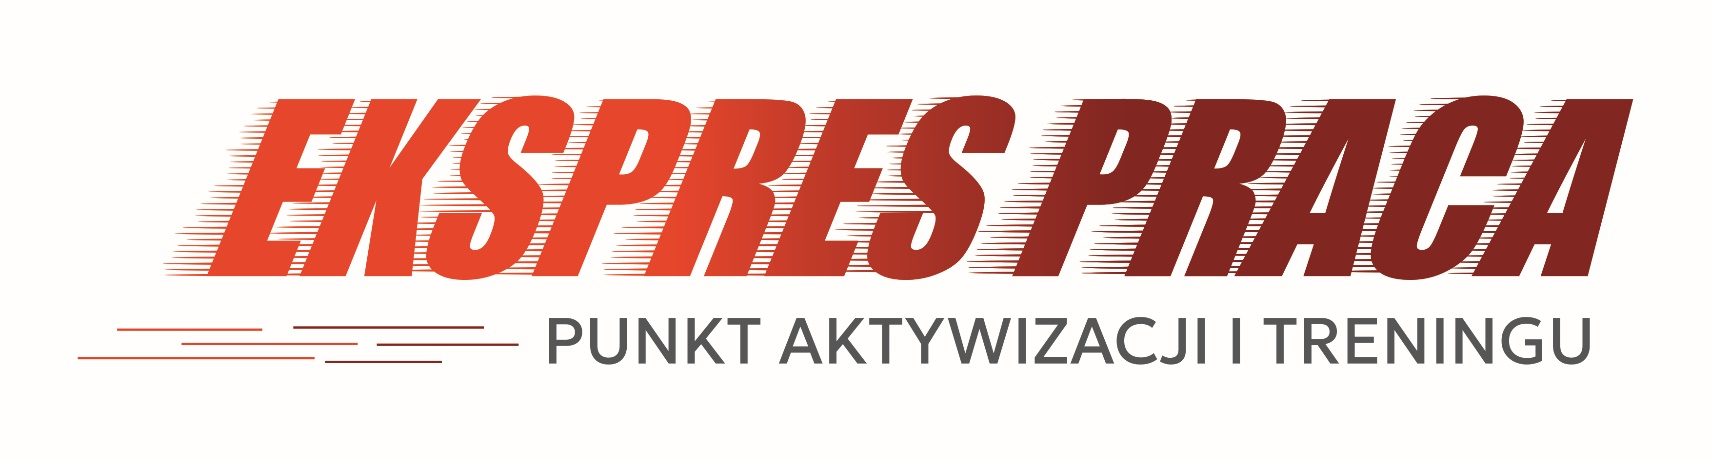 EKSPRES PRACA
PUNKT AKTYWIZACJI I TRENINGU